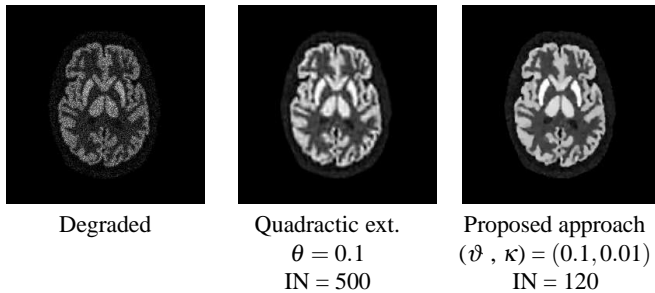 Degraded
Quadractic ext.
θ = 0.1
IN = 500
Proposed approach
(ϑ , κ) = (0.1, 0.01)
IN = 120